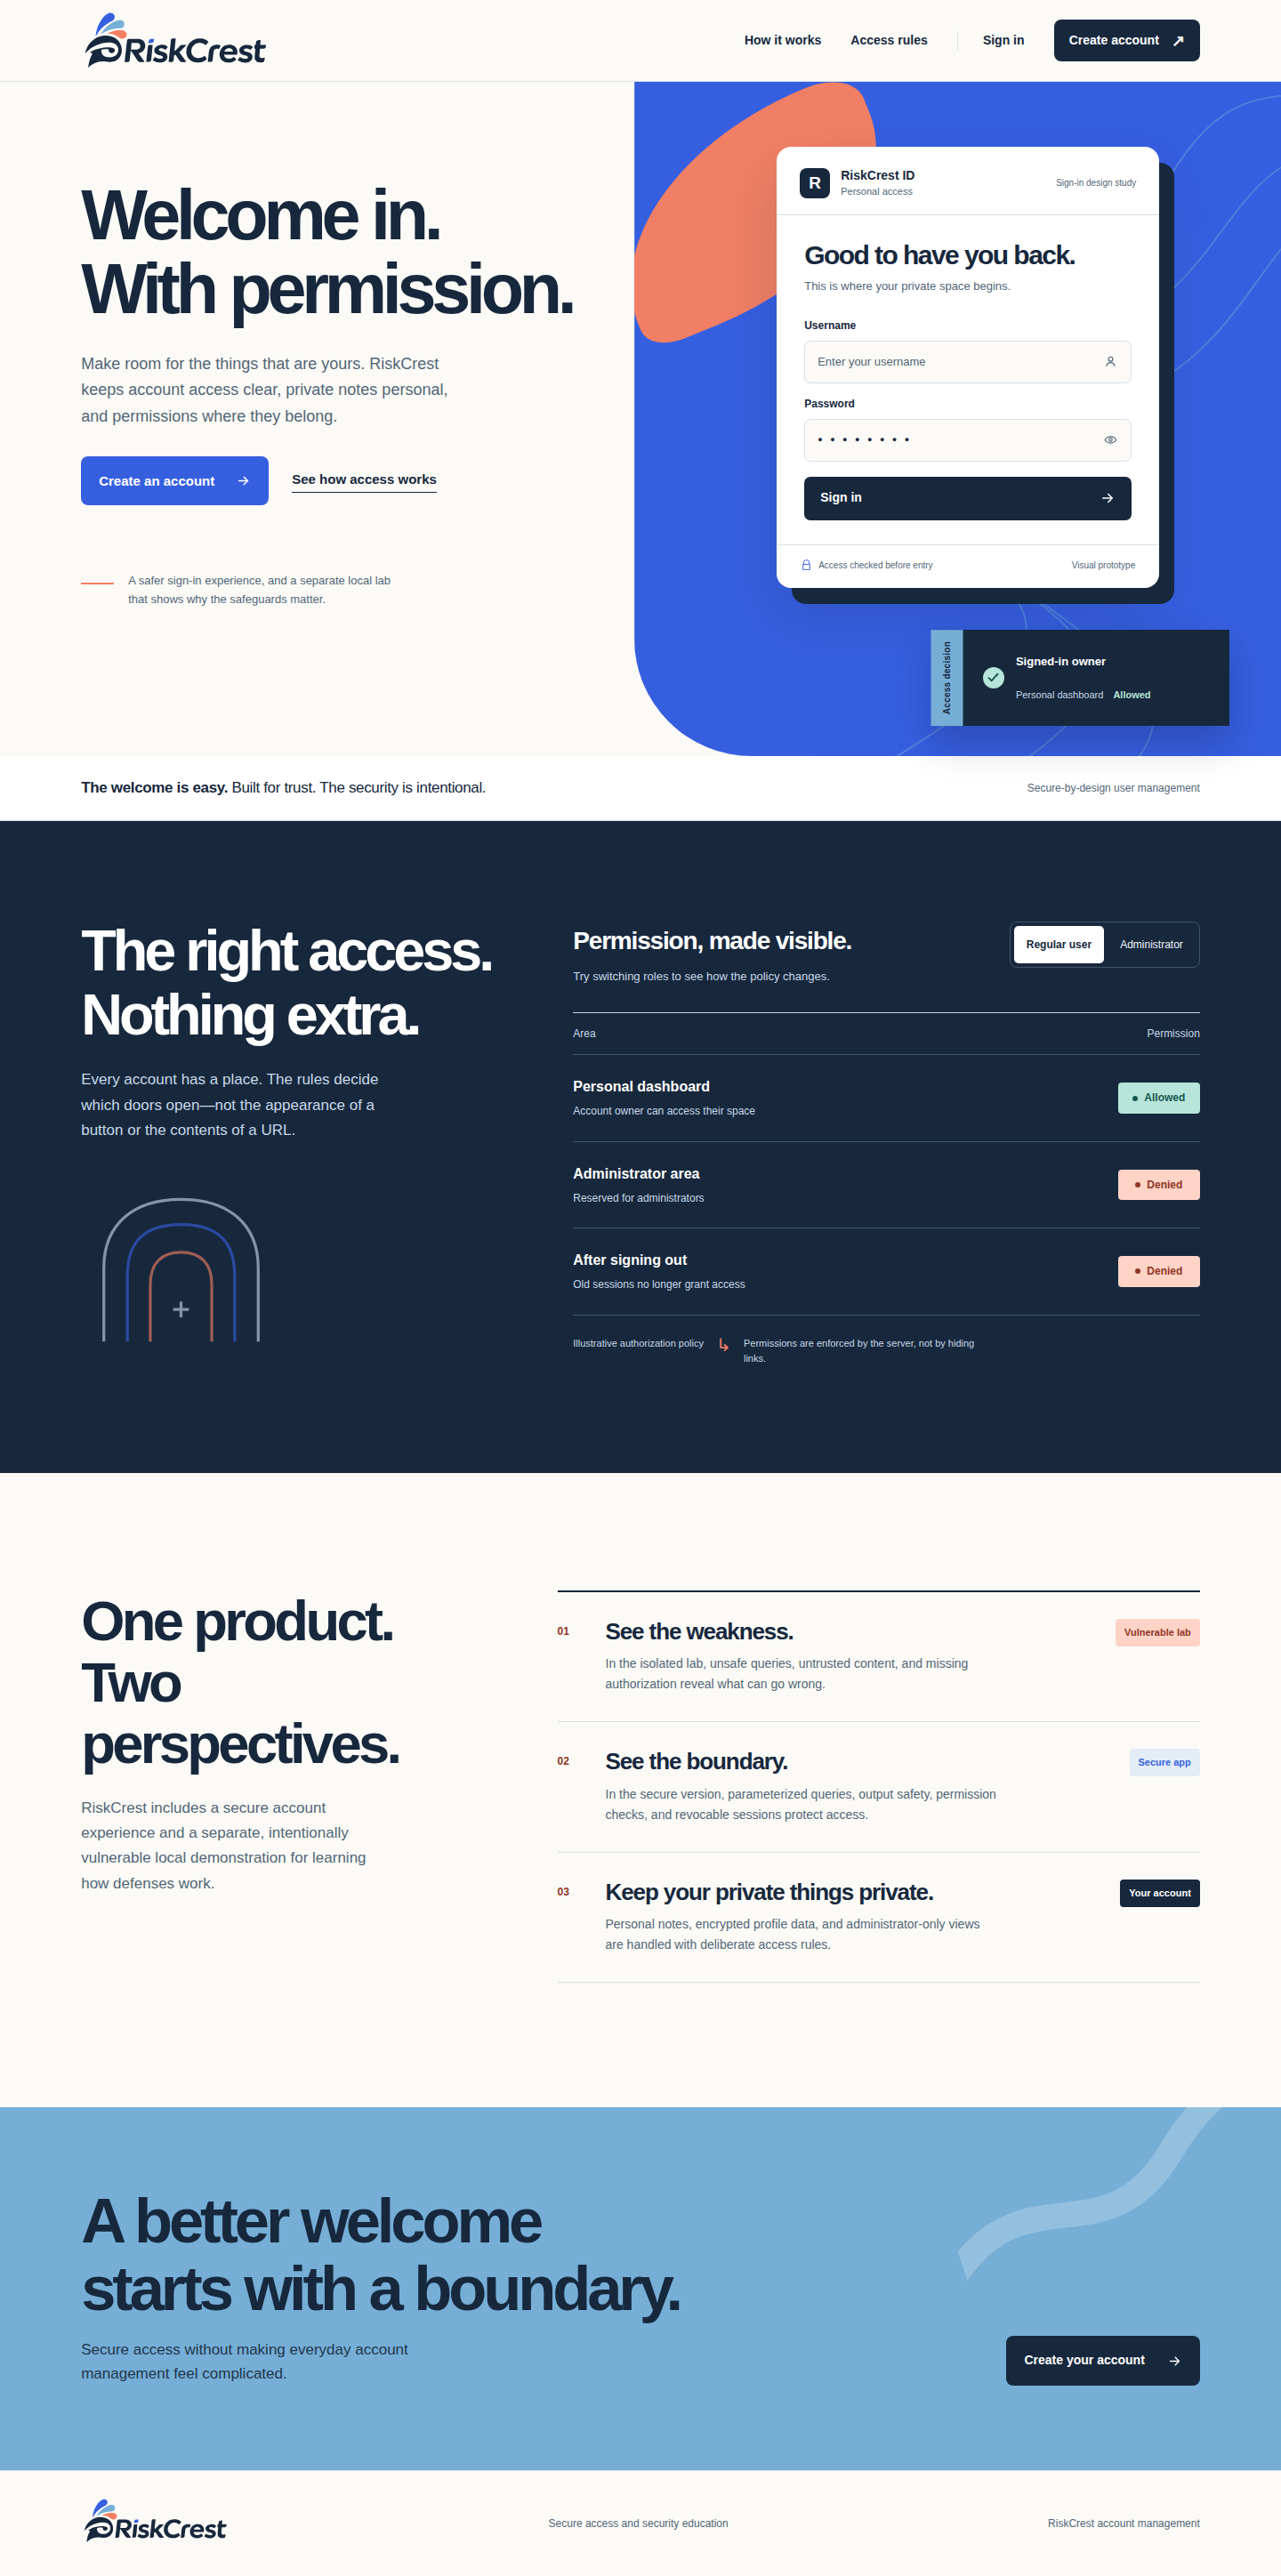 RiskCrest
How it works
Access rules
Sign in
Create account ↗
Welcome in.
With permission.
Make room for the things that are yours. RiskCrest
keeps account access clear, private notes personal,
and permissions where they belong.
Create an account →
See how access works
A safer sign-in experience, and a separate local lab
that shows why the safeguards matter.
R
RiskCrest ID
Personal access
Sign-in design study
Good to have you back.
This is where your private space begins.
Username
Enter your username
Password
• • • • • • • •
Sign in →
Access checked before entry
Visual prototype
Access decision
Signed-in owner
Personal dashboard Allowed
The welcome is easy. Built for trust. The security is intentional.
Secure-by-design user management
The right access.
Nothing extra.
Every account has a place. The rules decide
which doors open—not the appearance of a
button or the contents of a URL.
Permission, made visible.
Try switching roles to see how the policy changes.
Regular user
Administrator
Area
Permission
Personal dashboard
Account owner can access their space
Allowed
Administrator area
Reserved for administrators
Denied
After signing out
Old sessions no longer grant access
Denied
Illustrative authorization policy
↳
Permissions are enforced by the server, not by hiding
links.
One product.
Two
perspectives.
RiskCrest includes a secure account
experience and a separate, intentionally
vulnerable local demonstration for learning
how defenses work.
01
See the weakness.
In the isolated lab, unsafe queries, untrusted content, and missing
authorization reveal what can go wrong.
Vulnerable lab
02
See the boundary.
In the secure version, parameterized queries, output safety, permission
checks, and revocable sessions protect access.
Secure app
03
Keep your private things private.
Personal notes, encrypted profile data, and administrator-only views
are handled with deliberate access rules.
Your account
A better welcome
starts with a boundary.
Secure access without making everyday account
management feel complicated.
Create your account →
RiskCrest
Secure access and security education
RiskCrest account management